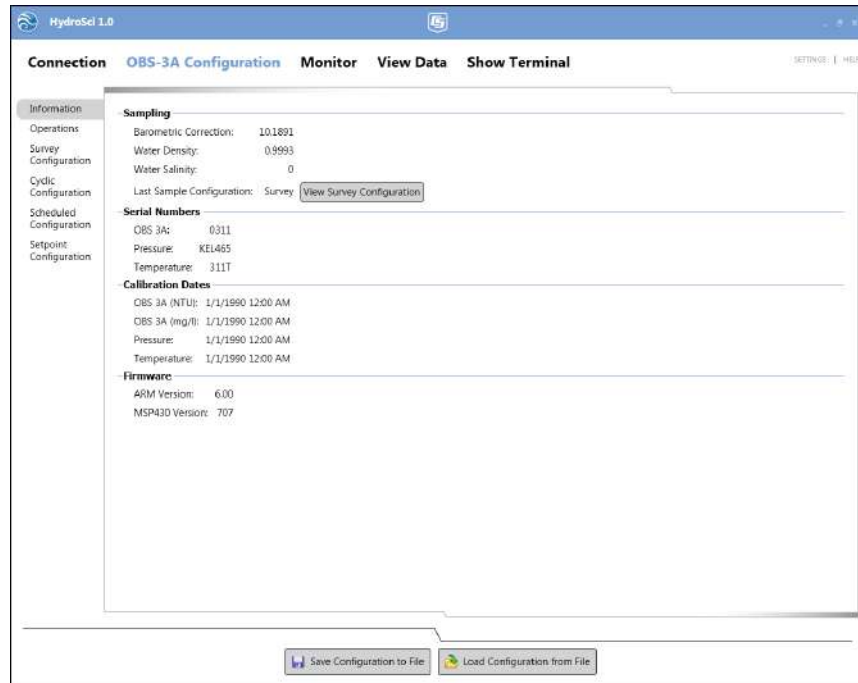 HydroSci 1.0
Connection OBS-3A Configuration Monitor View Data Show Terminal
SETTINGS | HELP
Information
Operations
Survey
Configuration
Cyclic
Configuration
Scheduled
Configuration
Setpoint
Configuration
Sampling
Barometric Correction: 10.1891
Water Density: 0.9993
Water Salinity: 0
Last Sample Configuration: Survey View Survey Configuration
Serial Numbers
OBS 3A: 0311
Pressure: KEL465
Temperature: 311T
Calibration Dates
OBS 3A (NTU): 1/1/1990 12:00 AM
OBS 3A (mg/l): 1/1/1990 12:00 AM
Pressure: 1/1/1990 12:00 AM
Temperature: 1/1/1990 12:00 AM
Firmware
ARM Version: 6.00
MSP430 Version: 707
Save Configuration to File Load Configuration from File